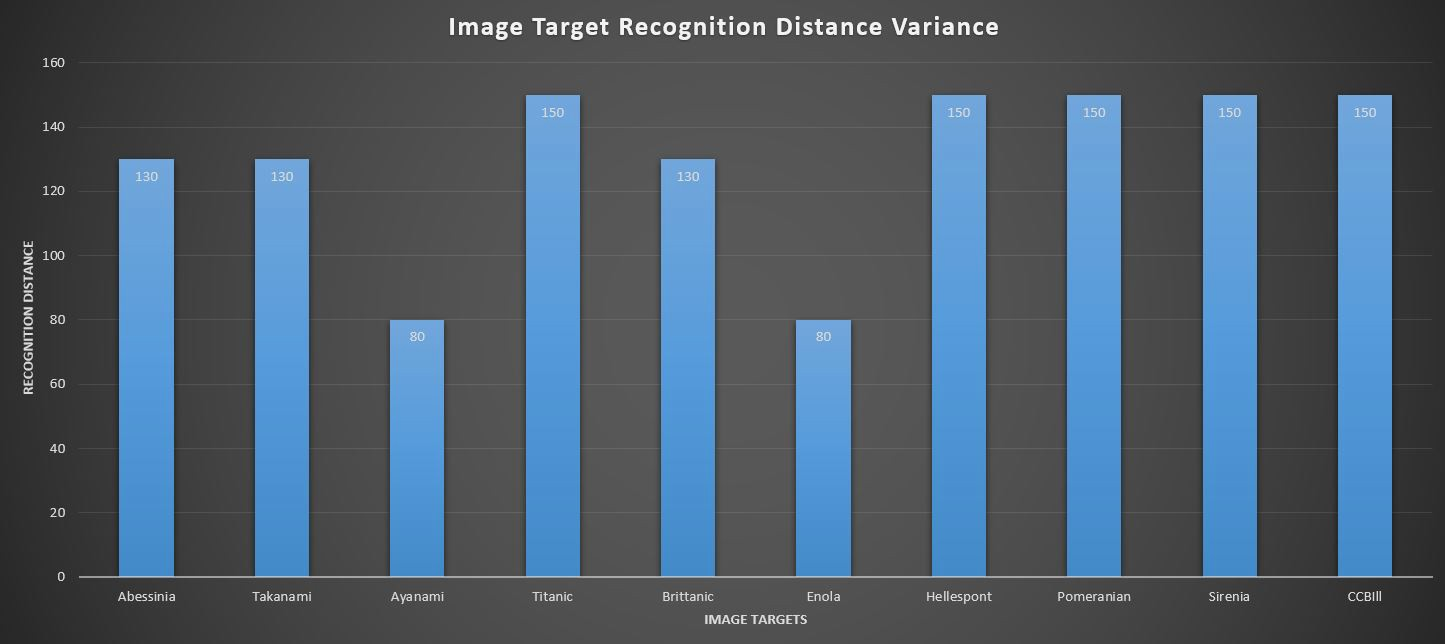 Image Target Recognition Distance Variance
160
140
120
100
80
60
40
20
0
RECOGNITION DISTANCE
130
130
80
150
130
80
150
150
150
150
Abessinia
Takanami
Ayanami
Titanic
Brittanic
Enola
Hellespont
Pomeranian
Sirenia
CCBIll
IMAGE TARGETS